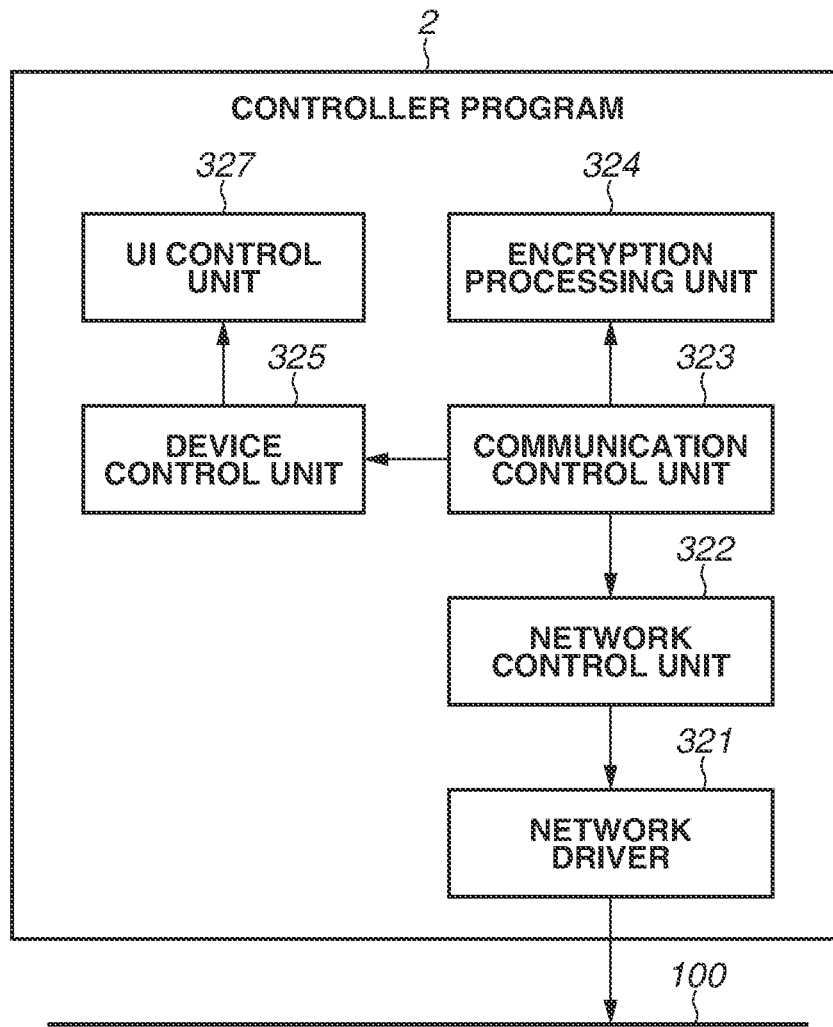 2
CONTROLLER PROGRAM
327
UI CONTROL
UNIT
324
ENCRYPTION
PROCESSING UNIT
325
DEVICE
CONTROL UNIT
323
COMMUNICATION
CONTROL UNIT
322
NETWORK
CONTROL UNIT
321
NETWORK
DRIVER
100